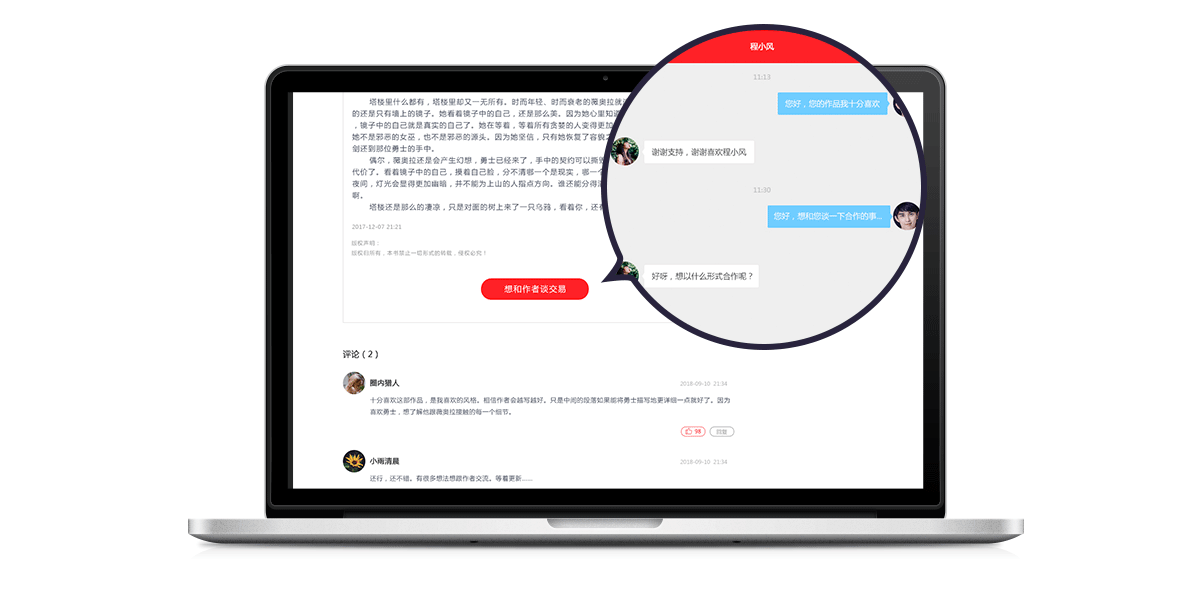 塔楼里什么都有，塔楼里却又一无所有。时而年轻、时而衰老的薇奥拉就
的还是只有墙上的镜子。她看着镜子中的自己，还是那么美。因为她心里知
，镜子中的自己就是真实的自己了。她在等着，等着所有贪婪的人变得更加
她不是邪恶的女巫，也不是邪恶的源头。因为她坚信，只有她恢复了容貌才
剑还到那位勇士的手中。
偶尔，薇奥拉还是会产生幻想，勇士已经来了，手中的契约可以撕毁
代价了。看着镜子中的自己，摸着自己脸，分不清哪一个是现实，哪一个
夜间，灯光会显得更加幽暗，并不能为上山的人指点方向。谁还能分得清
啊。
塔楼还是那么的凄凉，只是对面的树上来了一只乌鸦，看着你，还有
2017-12-07 21:21
版权声明：
版权归所有，本书禁止一切形式的转载，侵权必究！
想和作者谈交易
程小风
11:13
您好，您的作品我十分喜欢
谢谢支持，谢谢喜欢程小风
11:30
您好，想和您谈一下合作的事...
好呀，想以什么形式合作呢？
评论 ( 2 )
圈内猎人
2018-09-10 21:34
十分喜欢这部作品，是我喜欢的风格。相信作者会越写越好。只是中间的段落如果能将勇士描写地更详细一点就好了。因为
喜欢勇士，想了解他跟薇奥拉接触的每一个细节。
98
回复
小雨清晨
2018-09-10 21:34
还行，还不错。有很多想法想跟作者交流。等着更新......